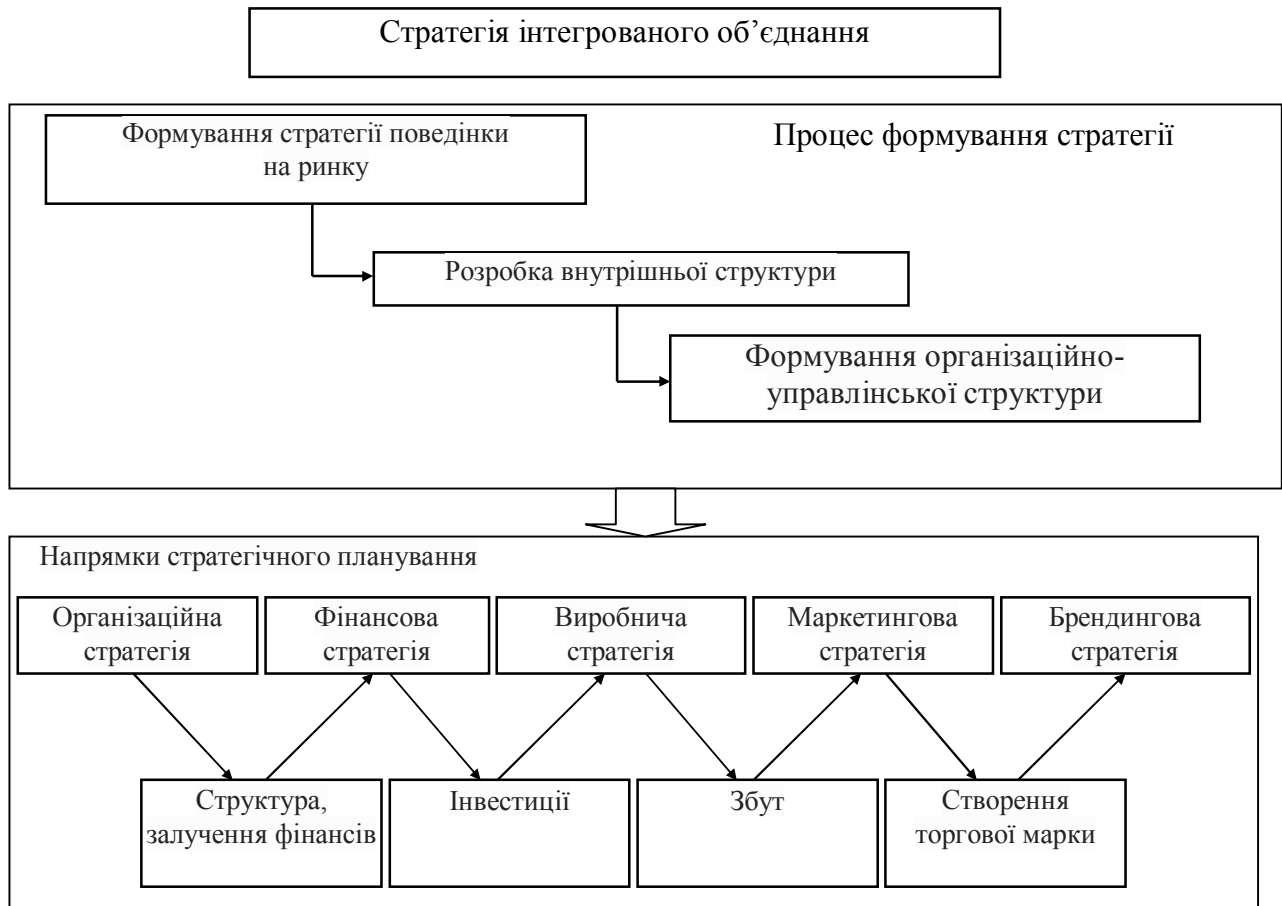 Стратегія інтегрованого об’єднання
Формування стратегії поведінки
на ринку
Процес формування стратегії
Розробка внутрішньої структури
Формування організаційно-
управлінської структури
Напрямки стратегічного планування
Організаційна
стратегія
Фінансова
стратегія
Виробнича
стратегія
Маркетингова
стратегія
Брендингова
стратегія
Структура,
залучення фінансів
Інвестиції
Збут
Створення
торгової марки